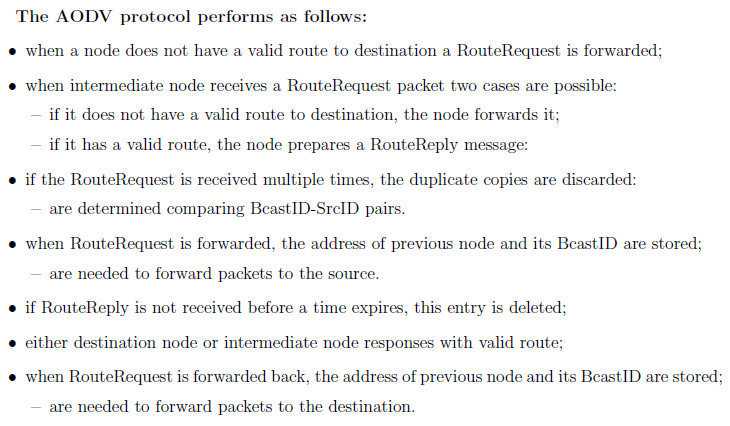 The AODV protocol performs as follows:
• when a node does not have a valid route to destination a RouteRequest is forwarded;
• when intermediate node receives a RouteRequest packet two cases are possible:
– if it does not have a valid route to destination, the node forwards it;
– if it has a valid route, the node prepares a RouteReply message:
• if the RouteRequest is received multiple times, the duplicate copies are discarded:
– are determined comparing BcastID-SrcID pairs.
• when RouteRequest is forwarded, the address of previous node and its BcastID are stored;
– are needed to forward packets to the source.
• if RouteReply is not received before a time expires, this entry is deleted;
• either destination node or intermediate node responses with valid route;
• when RouteRequest is forwarded back, the address of previous node and its BcastID are stored;
– are needed to forward packets to the destination.